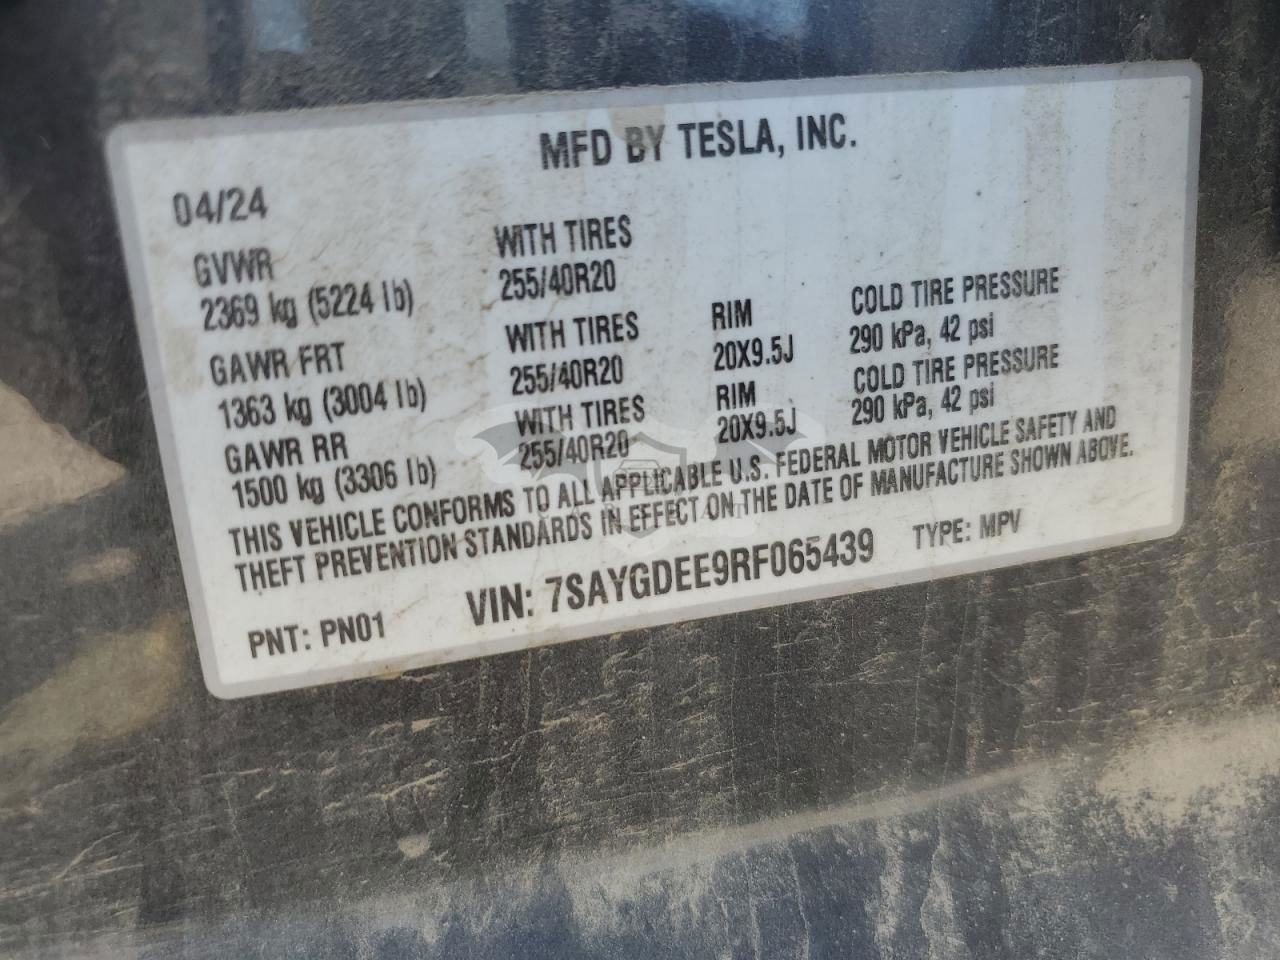 MFD BY TESLA, INC.
04/24
GVWR
2369 kg (5224 lb)
WITH TIRES
255/40R20
GAWR FRT
1363 kg (3004 lb)
WITH TIRES
255/40R20
RIM
20X9.5J
COLD TIRE PRESSURE
290 kPa, 42 psi
GAWR RR
1500 kg (3306 lb)
WITH TIRES
255/40R20
RIM
20X9.5J
COLD TIRE PRESSURE
290 kPa, 42 psi
THIS VEHICLE CONFORMS TO ALL APPLICABLE U.S. FEDERAL MOTOR VEHICLE SAFETY AND
THEFT PREVENTION STANDARDS IN EFFECT ON THE DATE OF MANUFACTURE SHOWN ABOVE.
PNT: PN01
VIN: 7SAYGDEE9RF065439
TYPE: MPV